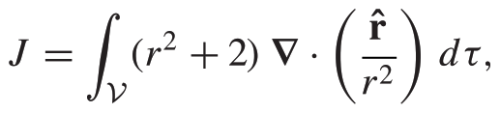 J = ∫_𝒱 (r² + 2) ∇ · (r̂ / r²) dτ,